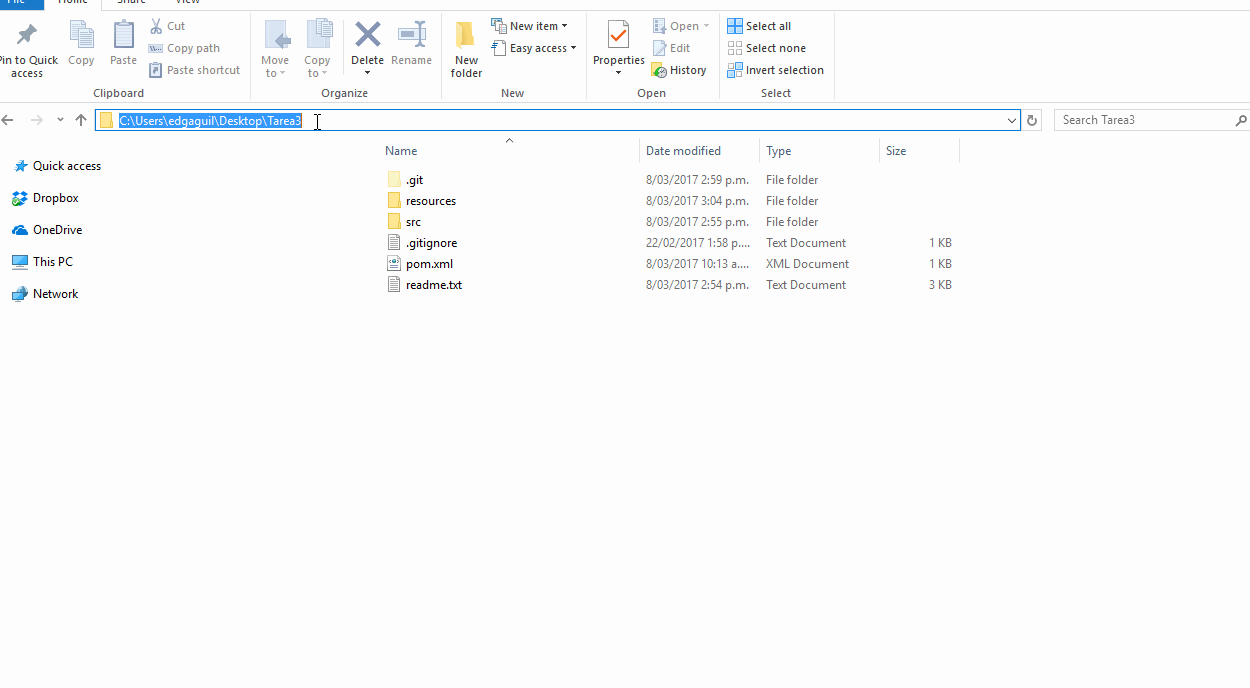 File Home Share View
Pin to Quick access
Copy
Paste
Cut
Copy path
Paste shortcut
Clipboard
Move to
Copy to
Delete
Rename
Organize
New folder
New item
Easy access
New
Properties
Open
Edit
History
Open
Select all
Select none
Invert selection
Select
C:\Users\edgaguil\Desktop\Tarea3
Search Tarea3
Quick access
Dropbox
OneDrive
This PC
Network
Name Date modified Type Size
.git 8/03/2017 2:59 p.m. File folder
resources 8/03/2017 3:04 p.m. File folder
src 8/03/2017 2:55 p.m. File folder
.gitignore 22/02/2017 1:58 p.... Text Document 1 KB
pom.xml 8/03/2017 10:13 a.... XML Document 1 KB
readme.txt 8/03/2017 2:54 p.m. Text Document 3 KB